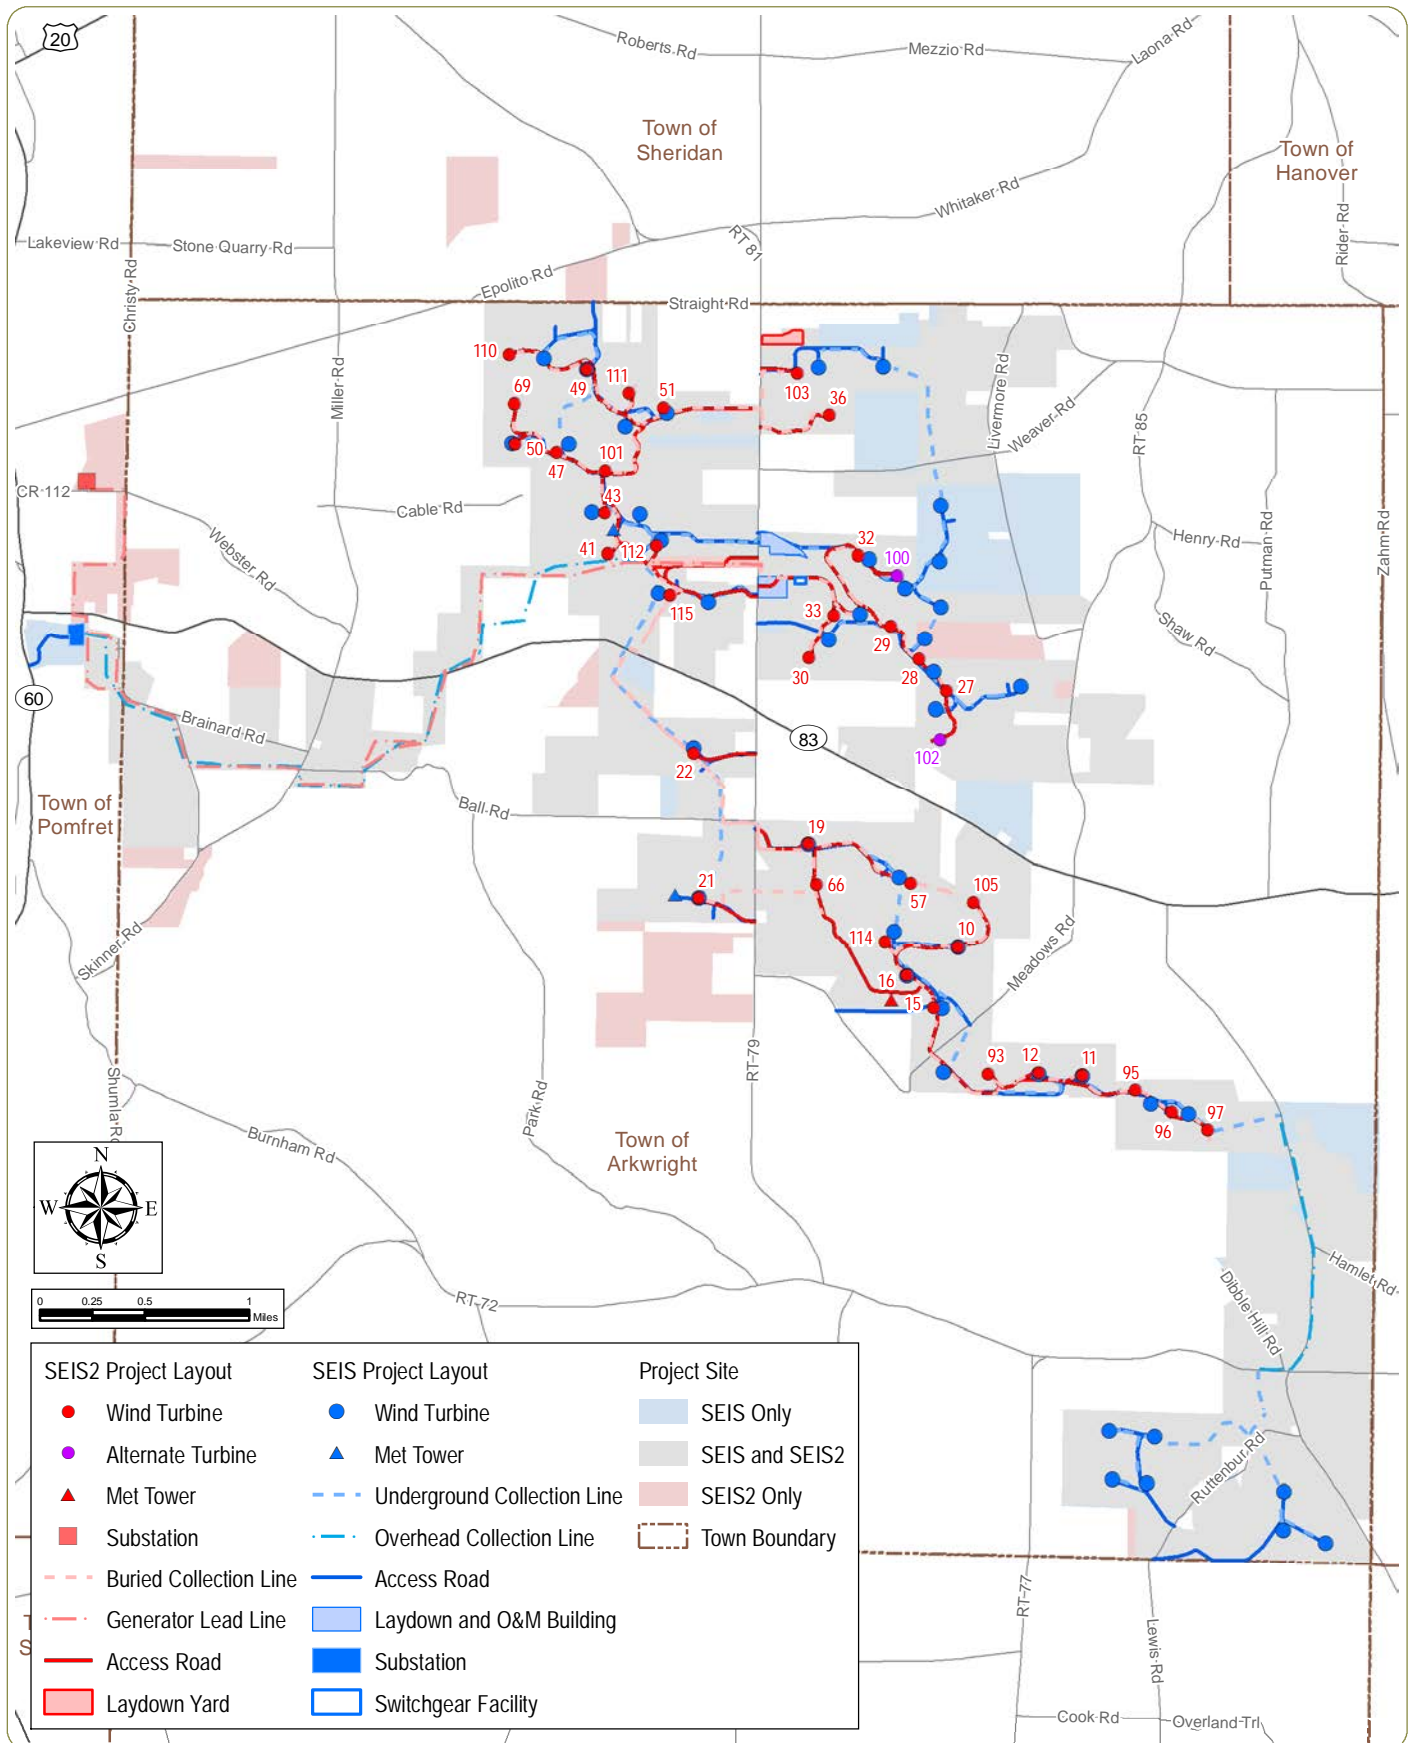 20
Roberts Rd
Mezzio Rd
Laona Rd
Town of
Sheridan
Town of
Hanover
Whitaker Rd
Rider Rd
Lakeview Rd
Stone Quarry Rd
RT 81
Christy Rd
Epolito Rd
Straight Rd
Miller Rd
Livermore Rd
110
49
111
51
69
103
36
Weaver Rd
RT 85
50
47
101
CR 112
Cable Rd
43
Webster Rd
41
112
32
100
Henry Rd
Putman Rd
Zahm Rd
115
33
29
Shaw Rd
30
28
27
60
Brainard Rd
83
102
22
Town of
Pomfret
Ball Rd
19
66
57
105
21
114
10
Skinner Rd
16
15
Meadows Rd
RT 79
93
12
11
95
96
97
Shumla Rd
Park Rd
Burnham Rd
Town of
Arkwright
N
W
E
S
Hamlet Rd
Dibble Hill Rd
0
0.25
0.5
1
Miles
RT 72
Ruttenbur Rd
SEIS2 Project Layout
Wind Turbine
Alternate Turbine
Met Tower
Substation
Buried Collection Line
Generator Lead Line
Access Road
Laydown Yard
SEIS Project Layout
Wind Turbine
Met Tower
Underground Collection Line
Overhead Collection Line
Access Road
Laydown and O&M Building
Substation
Switchgear Facility
Project Site
SEIS Only
SEIS and SEIS2
SEIS2 Only
Town Boundary
RT 77
Lewis Rd
Cook Rd
Overland Trl